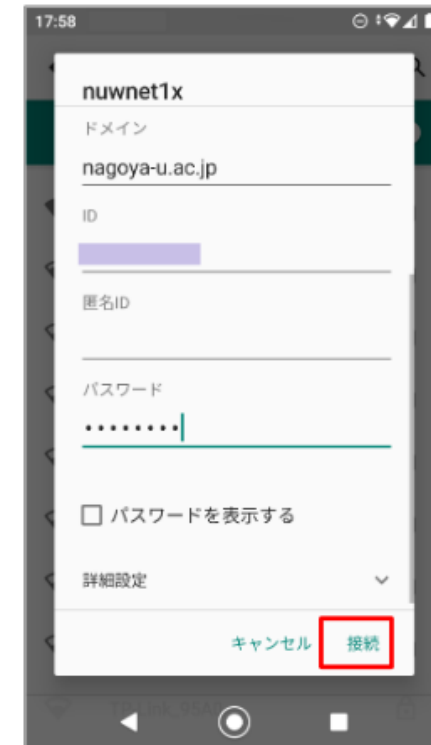 17:58
nuwnet1x
ドメイン
nagoya-u.ac.jp
ID
匿名ID
パスワード
••••••••
パスワードを表示する
詳細設定
キャンセル 接続